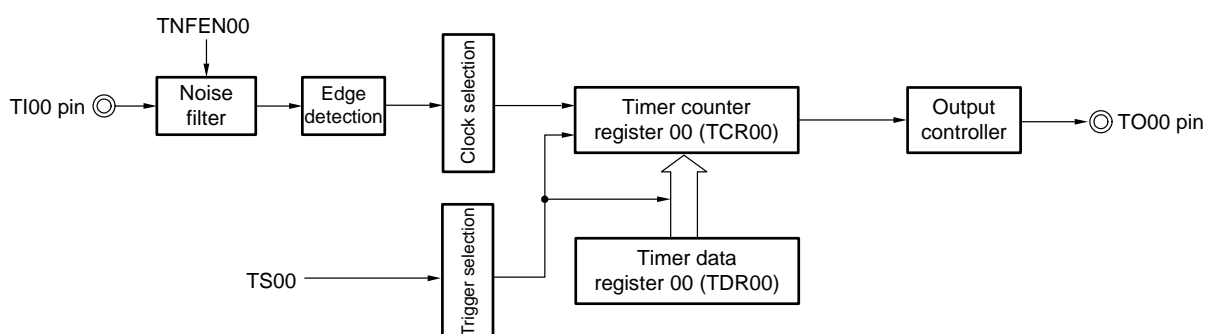 TNFEN00
TI00 pin
Noise
filter
Edge
detection
Clock selection
Timer counter
register 00 (TCR00)
Output
controller
TO00 pin
TS00
Trigger selection
Timer data
register 00 (TDR00)